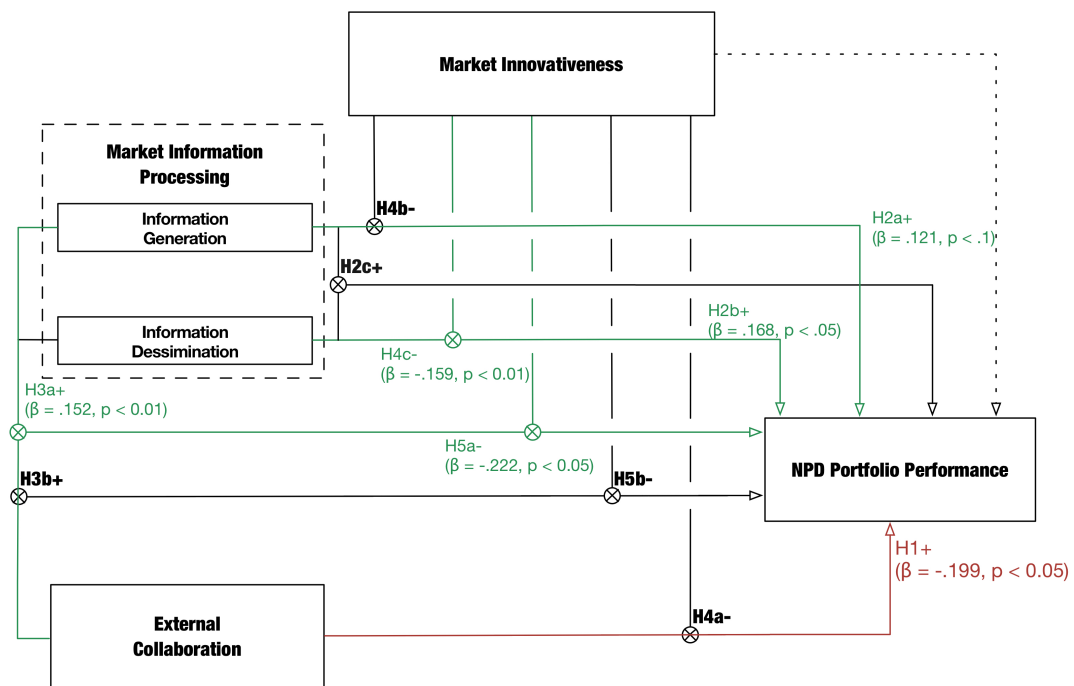 Market Innovativeness
Market Information
Processing
Information
Generation
H4b-
H2a+
(β = .121, p < .1)
H2c+
Information
Dessimination
H2b+
(β = .168, p < .05)
H4c-
(β = -.159, p < 0.01)
H3a+
(β = .152, p < 0.01)
H5a-
(β = -.222, p < 0.05)
H3b+
H5b-
NPD Portfolio Performance
H1+
(β = -.199, p < 0.05)
External
Collaboration
H4a-